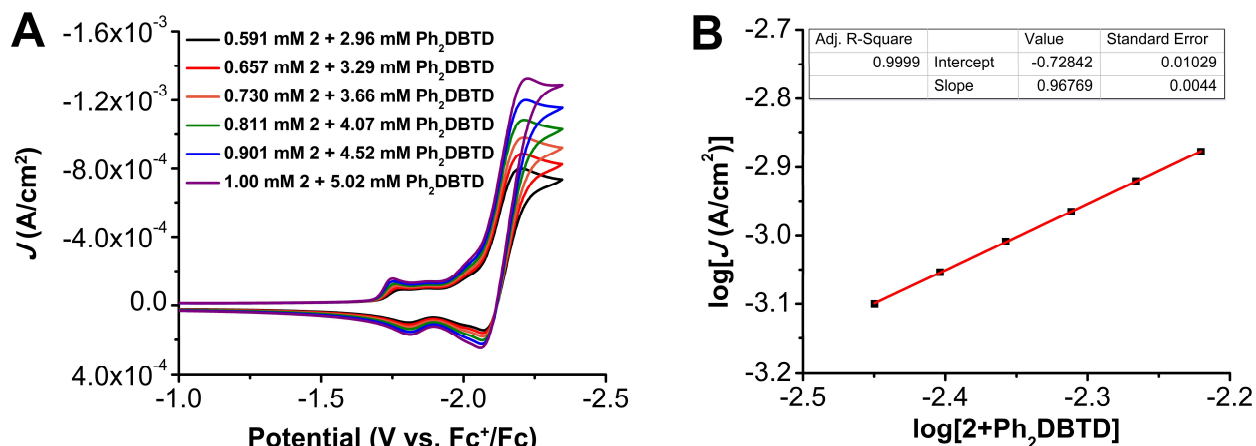 A
J (A/cm²)
-1.6x10⁻³
-1.2x10⁻³
-8.0x10⁻⁴
-4.0x10⁻⁴
0.0
4.0x10⁻⁴
0.591 mM 2 + 2.96 mM Ph₂DBTD
0.657 mM 2 + 3.29 mM Ph₂DBTD
0.730 mM 2 + 3.66 mM Ph₂DBTD
0.811 mM 2 + 4.07 mM Ph₂DBTD
0.901 mM 2 + 4.52 mM Ph₂DBTD
1.00 mM 2 + 5.02 mM Ph₂DBTD
-1.0 -1.5 -2.0 -2.5
Potential (V vs. Fc⁺/Fc)
B
log[J (A/cm²)]
-2.7
-2.8
-2.9
-3.0
-3.1
-3.2
Adj. R-Square Value Standard Error
0.9999 Intercept -0.72842 0.01029
Slope 0.96769 0.0044
-2.5 -2.4 -2.3 -2.2
log[2+Ph₂DBTD]